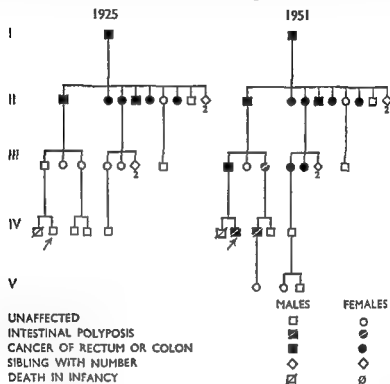 1925 1951
I
II
2 2
III
2 2
IV
V
MALES FEMALES
UNAFFECTED
INTESTINAL POLYPOSIS
CANCER OF RECTUM OR COLON
SIBLING WITH NUMBER
DEATH IN INFANCY